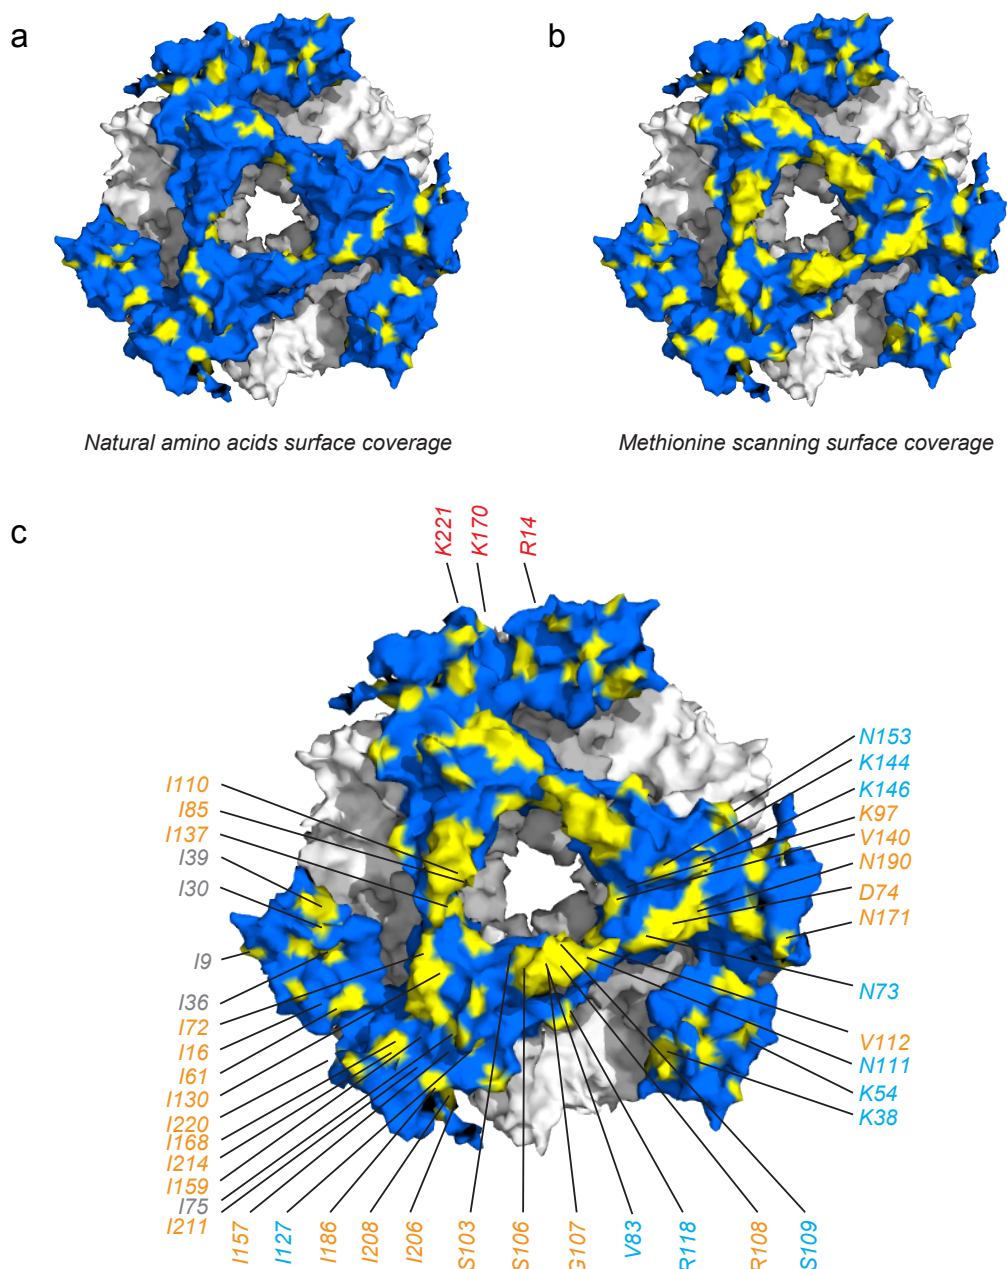 a
b
Natural amino acids surface coverage
Methionine scanning surface coverage
c
K221
K170
R14
N153
K144
K146
K97
V140
N190
D74
N171
N73
V112
N111
K54
K38
I110
I85
I137
I39
I30
I9
I36
I72
I16
I61
I130
I220
I168
I214
I159
I75
I211
I157
I127
I186
I208
I206
S103
S106
G107
V83
R118
R108
S109